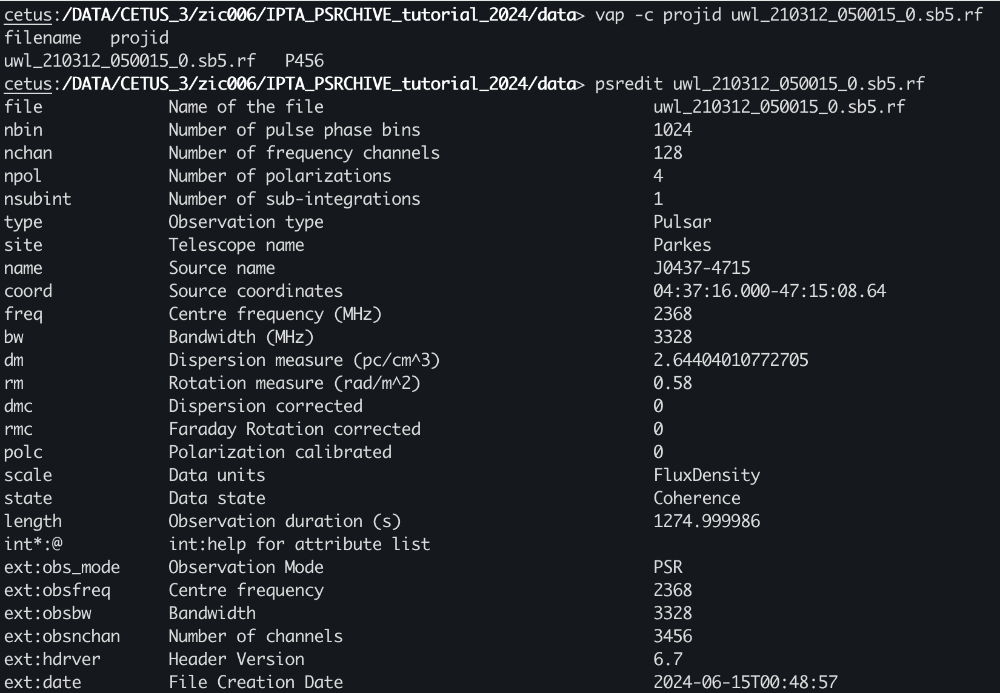 cetus:/DATA/CETUS_3/zic006/IPTA_PSRCHIVE_tutorial_2024/data> vap -c projid uwl_210312_050015_0.sb5.rf
filename   projid
uwl_210312_050015_0.sb5.rf   P456
cetus:/DATA/CETUS_3/zic006/IPTA_PSRCHIVE_tutorial_2024/data> psredit uwl_210312_050015_0.sb5.rf
file             Name of the file                                  uwl_210312_050015_0.sb5.rf
nbin             Number of pulse phase bins                        1024
nchan            Number of frequency channels                      128
npol             Number of polarizations                           4
nsubint          Number of sub-integrations                        1
type             Observation type                                  Pulsar
site             Telescope name                                    Parkes
name             Source name                                       J0437-4715
coord            Source coordinates                                04:37:16.000-47:15:08.64
freq             Centre frequency (MHz)                            2368
bw               Bandwidth (MHz)                                   3328
dm               Dispersion measure (pc/cm^3)                      2.64404010772705
rm               Rotation measure (rad/m^2)                        0.58
dmc              Dispersion corrected                              0
rmc              Faraday Rotation corrected                        0
polc             Polarization calibrated                           0
scale            Data units                                        FluxDensity
state            Data state                                        Coherence
length           Observation duration (s)                          1274.999986
int*:@           int:help for attribute list
ext:obs_mode     Observation Mode                                  PSR
ext:obsfreq      Centre frequency                                  2368
ext:obsbw        Bandwidth                                         3328
ext:obsnchan     Number of channels                                3456
ext:hdrver       Header Version                                    6.7
ext:date         File Creation Date                                2024-06-15T00:48:57